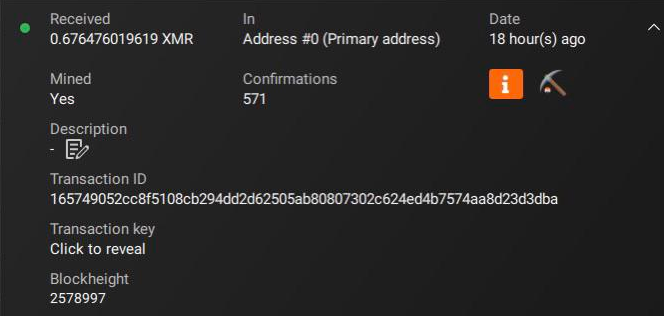 Received In Date
0.676476019619 XMR Address #0 (Primary address) 18 hour(s) ago
Mined Confirmations
Yes 571
Description
-
Transaction ID
165749052cc8f5108cb294dd2d62505ab80807302c624ed4b7574aa8d23d3dba
Transaction key
Click to reveal
Blockheight
2578997